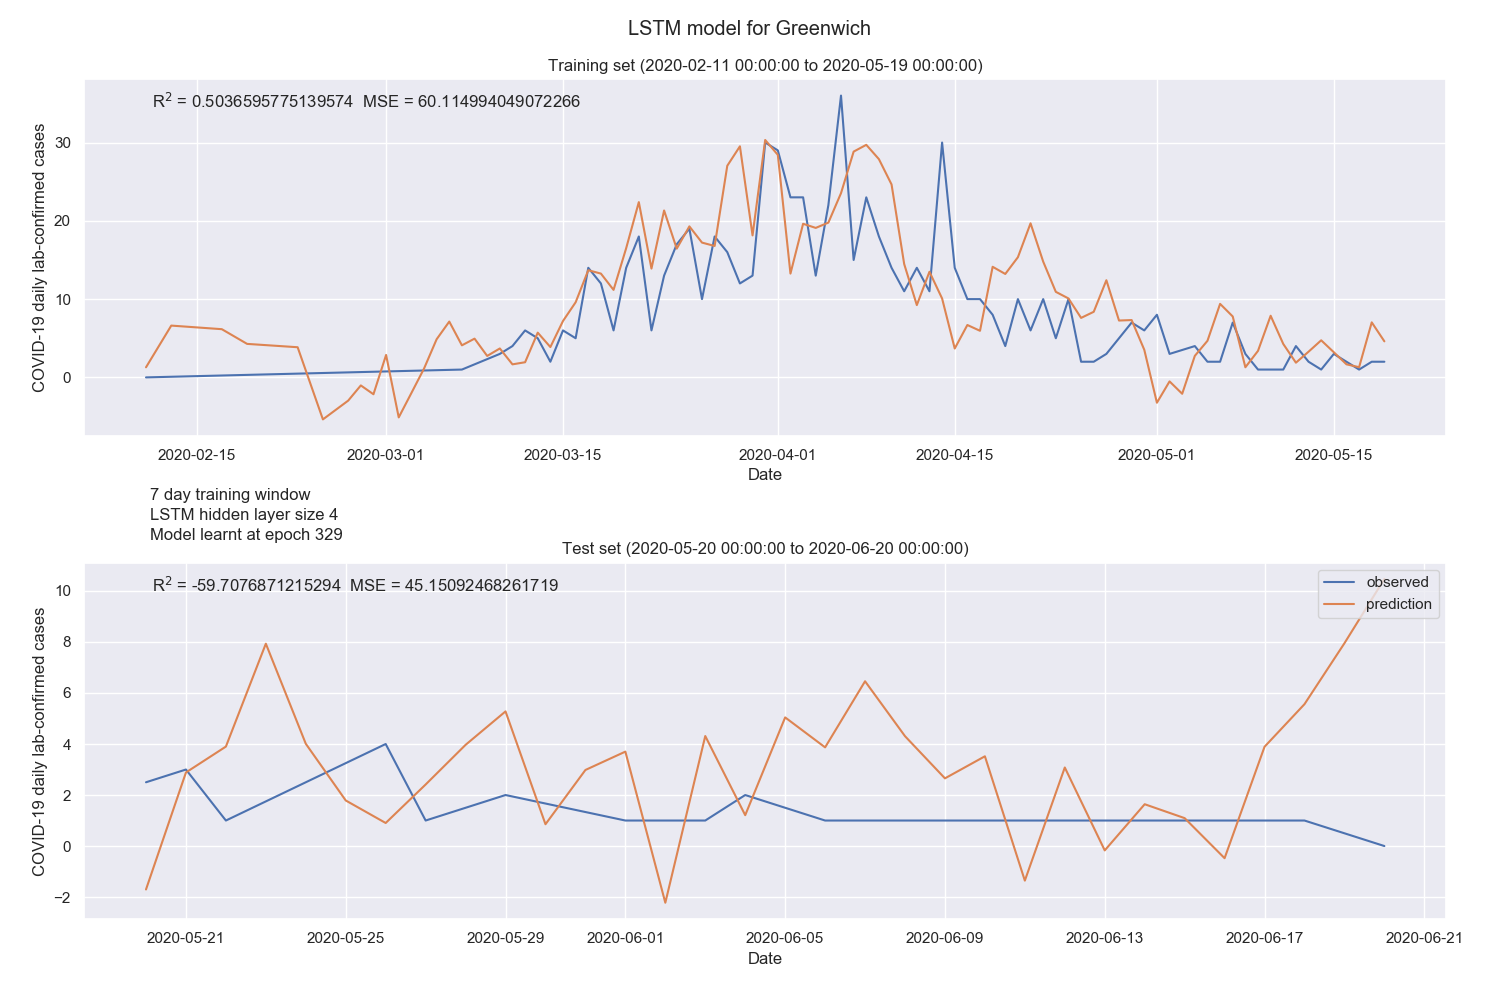 LSTM model for Greenwich
Training set (2020-02-11 00:00:00 to 2020-05-19 00:00:00)
R² = 0.5036595775139574 MSE = 60.114994049072266
COVID-19 daily lab-confirmed cases
30
20
10
0
2020-02-15 2020-03-01 2020-03-15 2020-04-01 2020-04-15 2020-05-01 2020-05-15
Date
7 day training window
LSTM hidden layer size 4
Model learnt at epoch 329
Test set (2020-05-20 00:00:00 to 2020-06-20 00:00:00)
R² = -59.7076871215294 MSE = 45.15092468261719
observed
prediction
COVID-19 daily lab-confirmed cases
10
8
6
4
2
0
−2
2020-05-21 2020-05-25 2020-05-29 2020-06-01 2020-06-05 2020-06-09 2020-06-13 2020-06-17 2020-06-21
Date